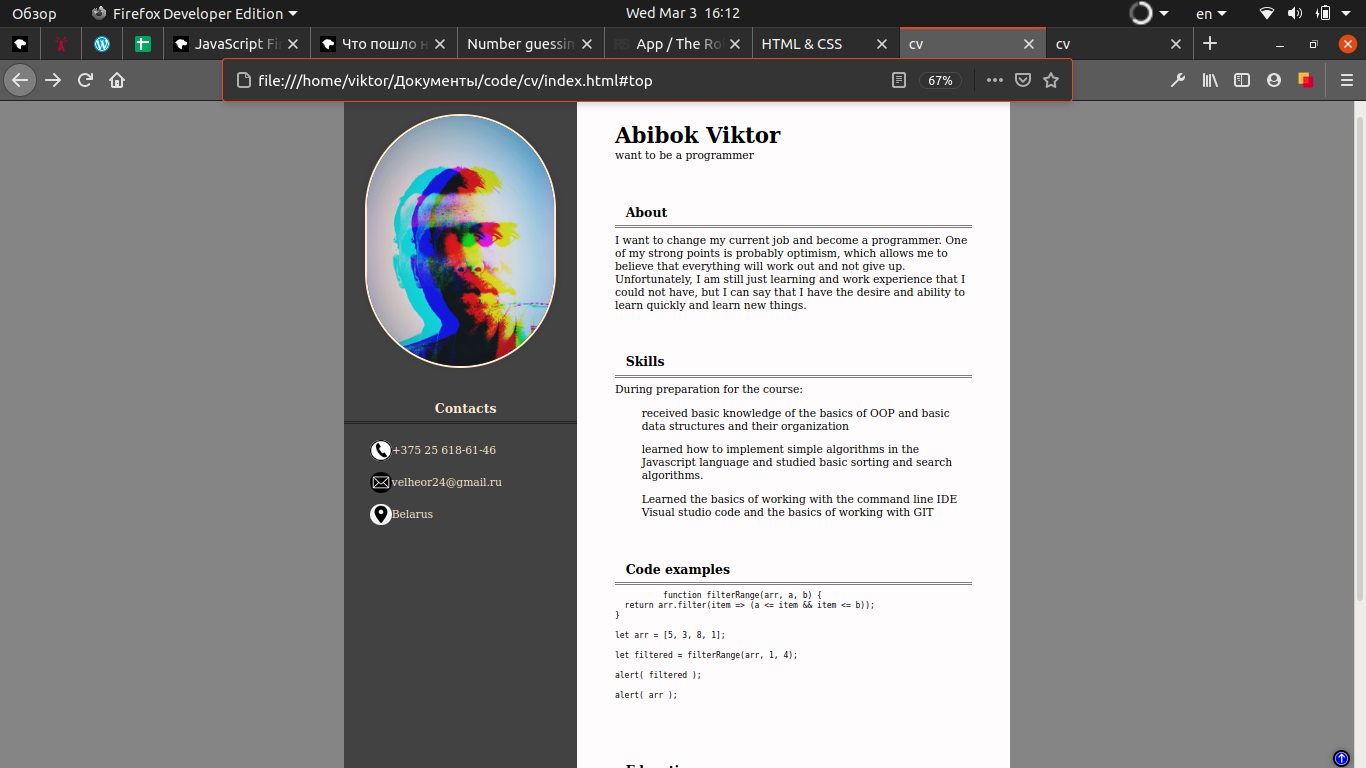 Обзор
Firefox Developer Edition
Wed Mar 3 16:12
en
JavaScript Fi
Что пошло н
Number guessin
App / The Ro
HTML & CSS
cv
cv
file:///home/viktor/Документы/code/cv/index.html#top
67%
Abibok Viktor
want to be a programmer
About
I want to change my current job and become a programmer. One
of my strong points is probably optimism, which allows me to
believe that everything will work out and not give up.
Unfortunately, I am still just learning and work experience that I
could not have, but I can say that I have the desire and ability to
learn quickly and learn new things.
Skills
During preparation for the course:
received basic knowledge of the basics of OOP and basic
data structures and their organization
learned how to implement simple algorithms in the
Javascript language and studied basic sorting and search
algorithms.
Learned the basics of working with the command line IDE
Visual studio code and the basics of working with GIT
Code examples
function filterRange(arr, a, b) {
return arr.filter(item => (a <= item && item <= b));
}
let arr = [5, 3, 8, 1];
let filtered = filterRange(arr, 1, 4);
alert( filtered );
alert( arr );
Contacts
+375 25 618-61-46
velheor24@gmail.ru
Belarus